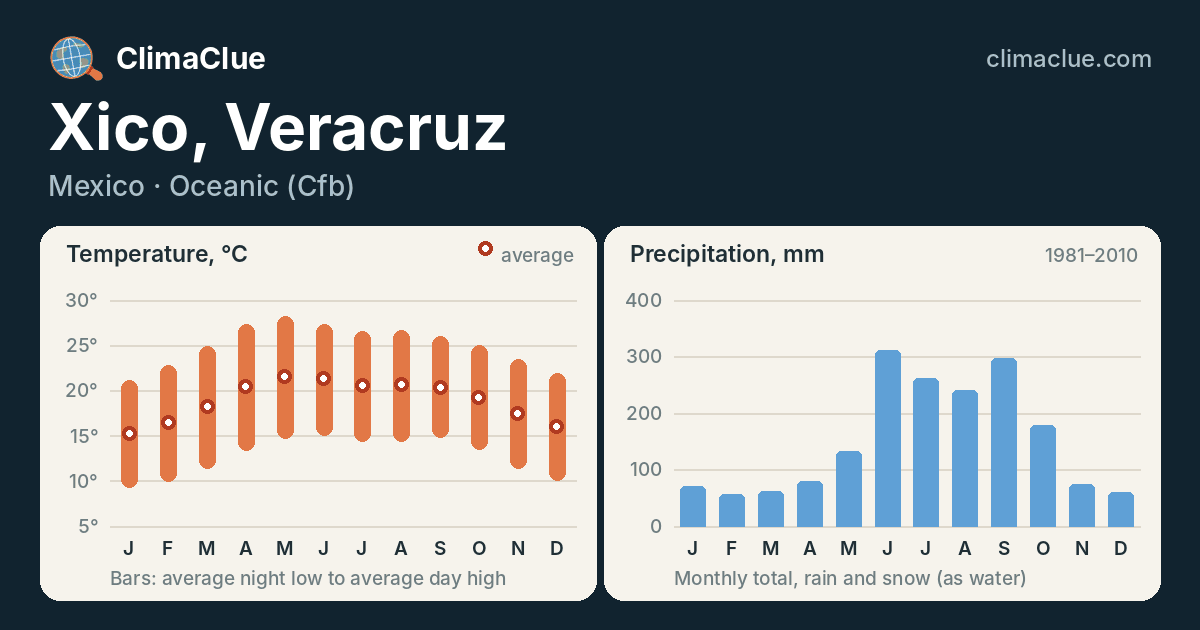 ClimaClue
climaclue.com
Xico, Veracruz
Mexico · Oceanic (Cfb)
Temperature, °C
average
30°
25°
20°
15°
10°
5°
J F M A M J J A S O N D
Bars: average night low to average day high
Precipitation, mm
1981–2010
400
300
200
100
0
J F M A M J J A S O N D
Monthly total, rain and snow (as water)